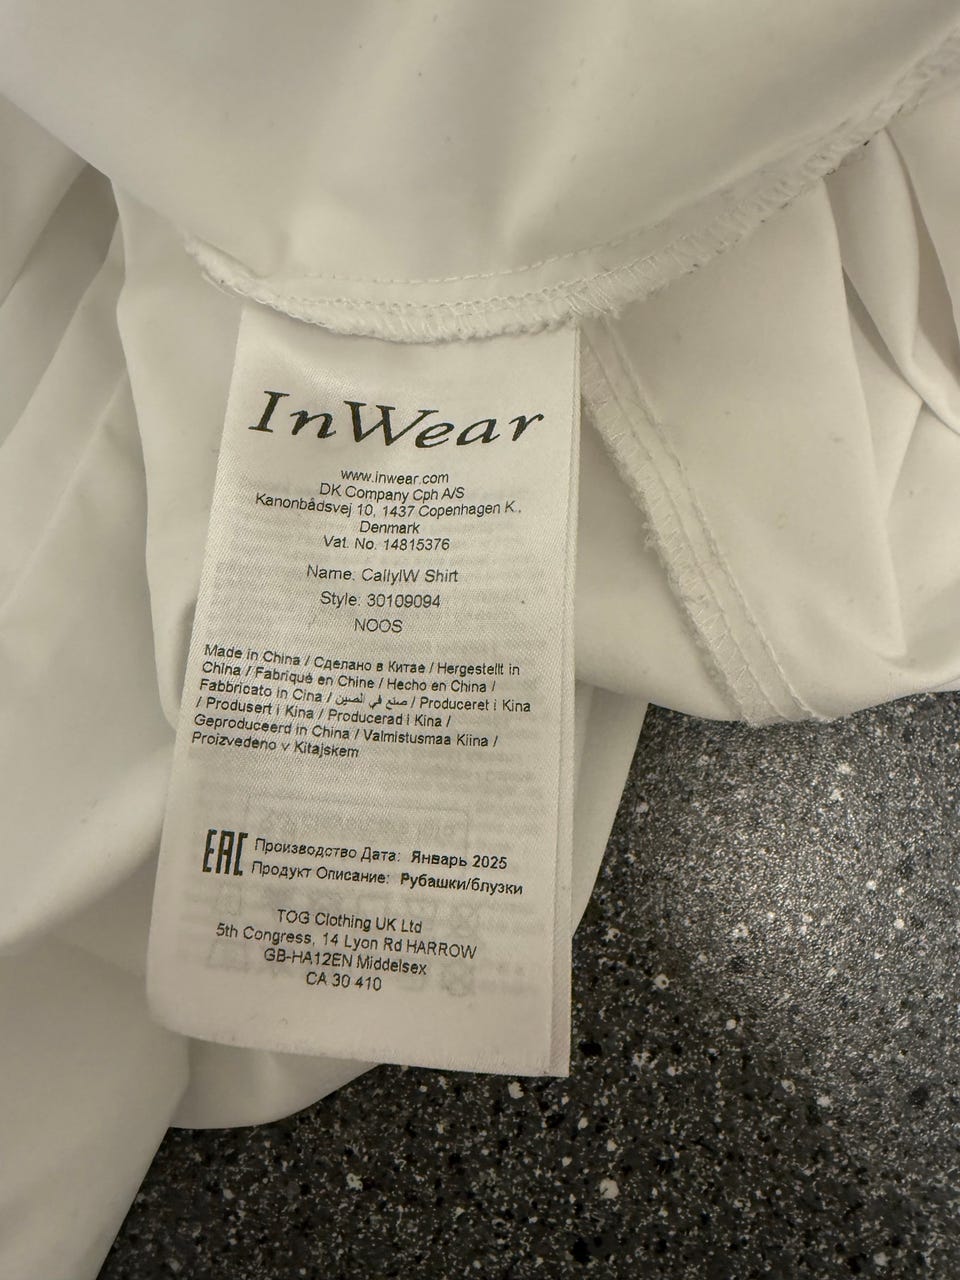 InWear
www.inwear.com
DK Company Cph A/S
Kanonbådsvej 10, 1437 Copenhagen K.,
Denmark
Vat. No. 14815376
Name: CallyIW Shirt
Style: 30109094
NOOS
Made in China / Сделано в Китае / Hergestellt in
China / Fabriqué en Chine / Hecho en China /
Fabbricato in Cina / صنع في الصين / Produceret i Kina
/ Produsert i Kina / Producerad i Kina /
Geproduceerd in China / Valmistusmaa Kiina /
Proizvedeno v Kitajskem
EAC
Производство Дата: Январь 2025
Продукт Описание: Рубашки/блузки
TOG Clothing UK Ltd
5th Congress, 14 Lyon Rd HARROW
GB-HA12EN Middelsex
CA 30 410